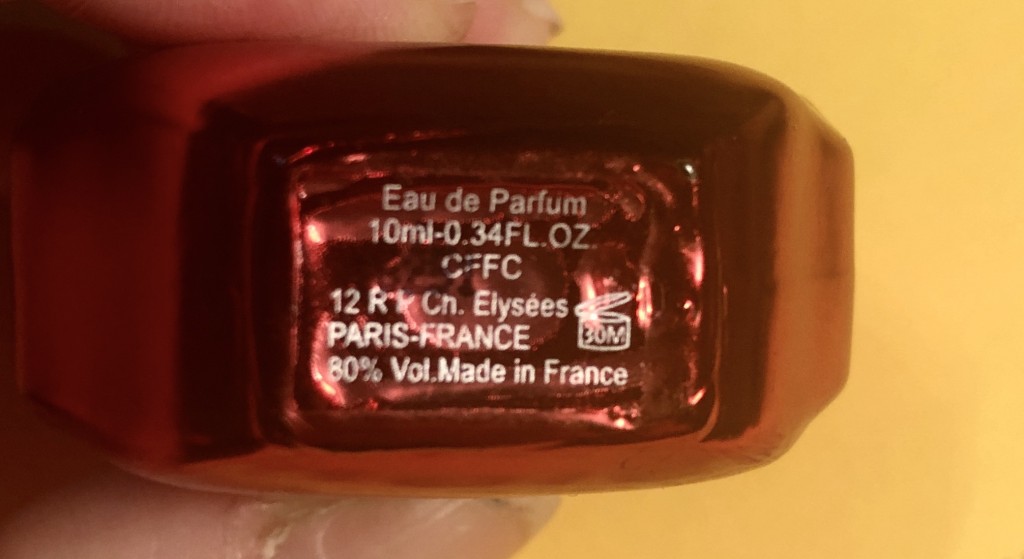 Eau de Parfum
10ml-0.34FL.OZ.
CFFC
12 R P Ch. Elysées
30M
PARIS-FRANCE
80% Vol.Made in France